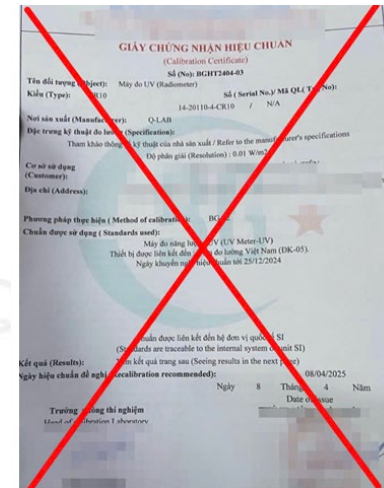 GIẤY CHỨNG NHẬN HIỆU CHUẨN
(Calibration Certificate)
Số (No): BGHT2404-03
Tên đối tượng (Object): Máy đo UV (Radiometer)
Kiểu (Type): CR10 Số ( Serial No.)/ Mã QL( No):
14-20110-4-CR10 / N/A
Nơi sản xuất (Manufacturer): Q-LAB
Đặc trưng kỹ thuật đo lường (Specification):
Tham khảo thông số kỹ thuật của nhà sản xuất / Refer to the manufacturer's specifications
Độ phân giải (Resolution) : 0.01 W/m2
Cơ sở sử dụng
(Customer):
Địa chỉ (Address):
Phương pháp thực hiện ( Method of calibration):
Chuẩn được sử dụng ( Standards used):
Máy đo năng lượng UV (UV Meter-UV)
Thiết bị được liên kết đến đo lường Việt Nam (DK-05).
Ngày khuyến nghị hiệu chuẩn tới 25/12/2024
Chuẩn được liên kết đến hệ đơn vị quốc tế SI
(Standards are traceable to the internal system of unit SI)
Kết quả (Results): Xem kết quả trang sau (Seeing results in the next page)
Ngày hiệu chuẩn đề nghị (Recalibration recommended): 08/04/2025
Ngày 8 Tháng 4 Năm
Date of issue
Trưởng phòng thí nghiệm
Head of Calibration Laboratory